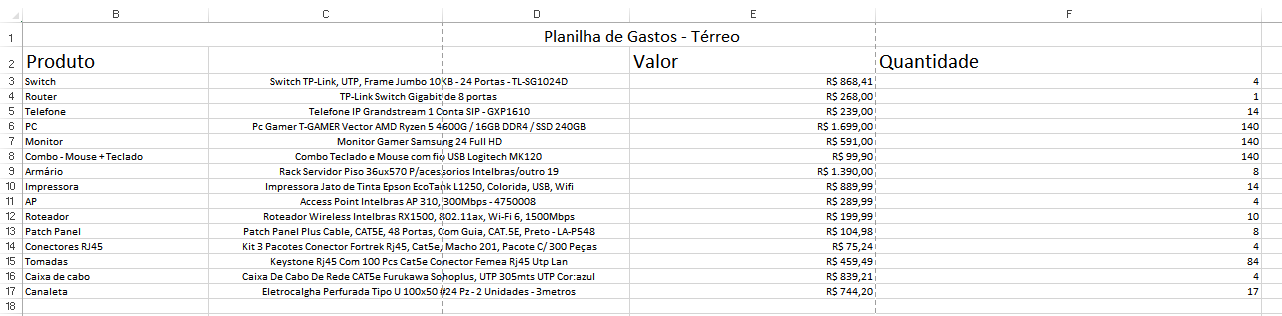 B C D E F
1 Planilha de Gastos - Térreo
2 Produto Valor Quantidade
3 Switch Switch TP-Link, UTP, Frame Jumbo 10KB - 24 Portas - TL-SG1024D R$ 868,41 4
4 Router TP-Link Switch Gigabit de 8 portas R$ 268,00 1
5 Telefone Telefone IP Grandstream 1 Conta SIP - GXP1610 R$ 239,00 14
6 PC Pc Gamer T-GAMER Vector AMD Ryzen 5 4600G / 16GB DDR4 / SSD 240GB R$ 1.699,00 140
7 Monitor Monitor Gamer Samsung 24 Full HD R$ 591,00 140
8 Combo - Mouse + Teclado Combo Teclado e Mouse com fio USB Logitech MK120 R$ 99,90 140
9 Armário Rack Servidor Piso 36ux570 P/acessorios Intelbras/outro 19 R$ 1.390,00 8
10 Impressora Impressora Jato de Tinta Epson EcoTank L1250, Colorida, USB, Wifi R$ 889,99 14
11 AP Access Point Intelbras AP 310, 300Mbps - 4750008 R$ 289,99 4
12 Roteador Roteador Wireless Intelbras RX1500, 802.11ax, Wi-Fi 6, 1500Mbps R$ 199,99 10
13 Patch Panel Patch Panel Plus Cable, CAT5E, 48 Portas, Com Guia, CAT.5E, Preto - LA-P548 R$ 104,98 8
14 Conectores RJ45 Kit 3 Pacotes Conector Fortrek Rj45, Cat5e, Macho 201, Pacote C/ 300 Peças R$ 75,24 4
15 Tomadas Keystone Rj45 Com 100 Pcs Cat5e Conector Femea Rj45 Utp Lan R$ 459,49 84
16 Caixa de cabo Caixa De Cabo De Rede CAT5e Furukawa Sohoplus, UTP 305mts UTP Cor:azul R$ 839,21 4
17 Canaleta Eletrocalgha Perfurada Tipo U 100x50 #24 Pz - 2 Unidades - 3metros R$ 744,20 17
18